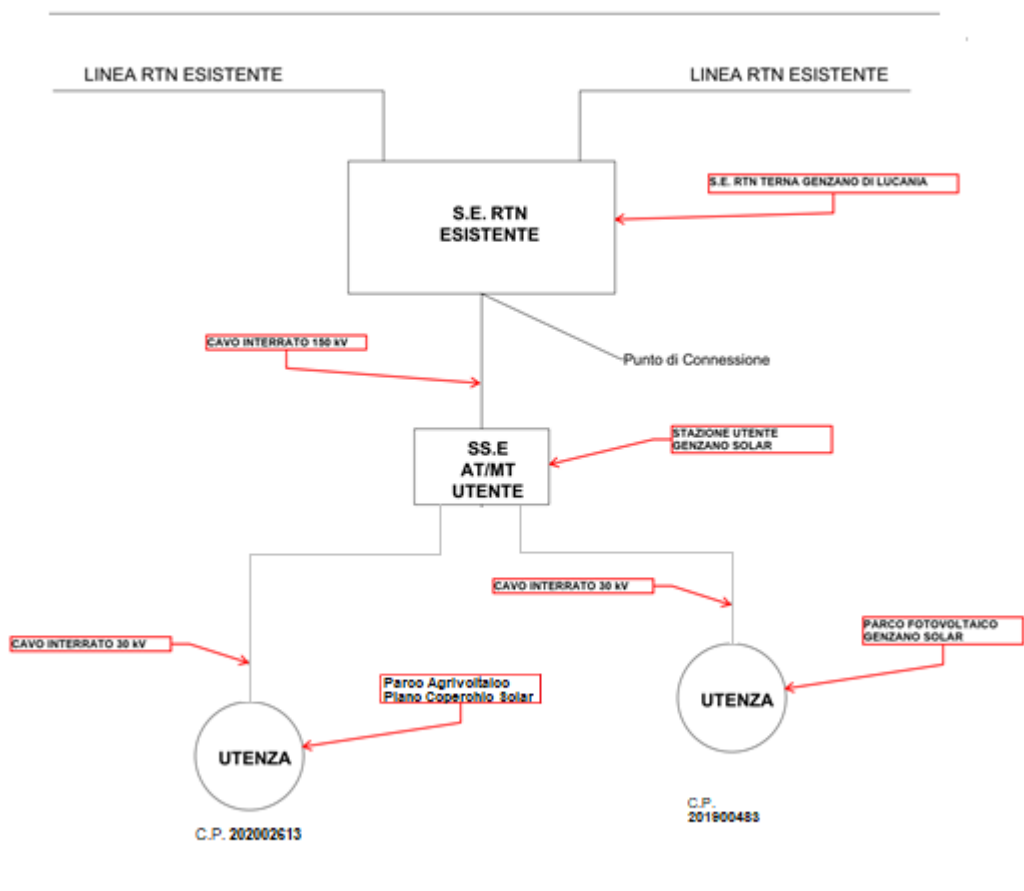 LINEA RTN ESISTENTE
LINEA RTN ESISTENTE
S.E. RTN TERNA GENZANO DI LUCANIA
S.E. RTN
ESISTENTE
CAVO INTERRATO 150 kV
Punto di Connessione
STAZIONE UTENTE
GENZANO SOLAR
SS.E
AT/MT
UTENTE
CAVO INTERRATO 30 kV
PARCO FOTOVOLTAICO
GENZANO SOLAR
CAVO INTERRATO 30 kV
Parco Agrivoltaico
Piano Coperchio Solar
UTENZA
UTENZA
C.P.
201900483
C.P. 202002613